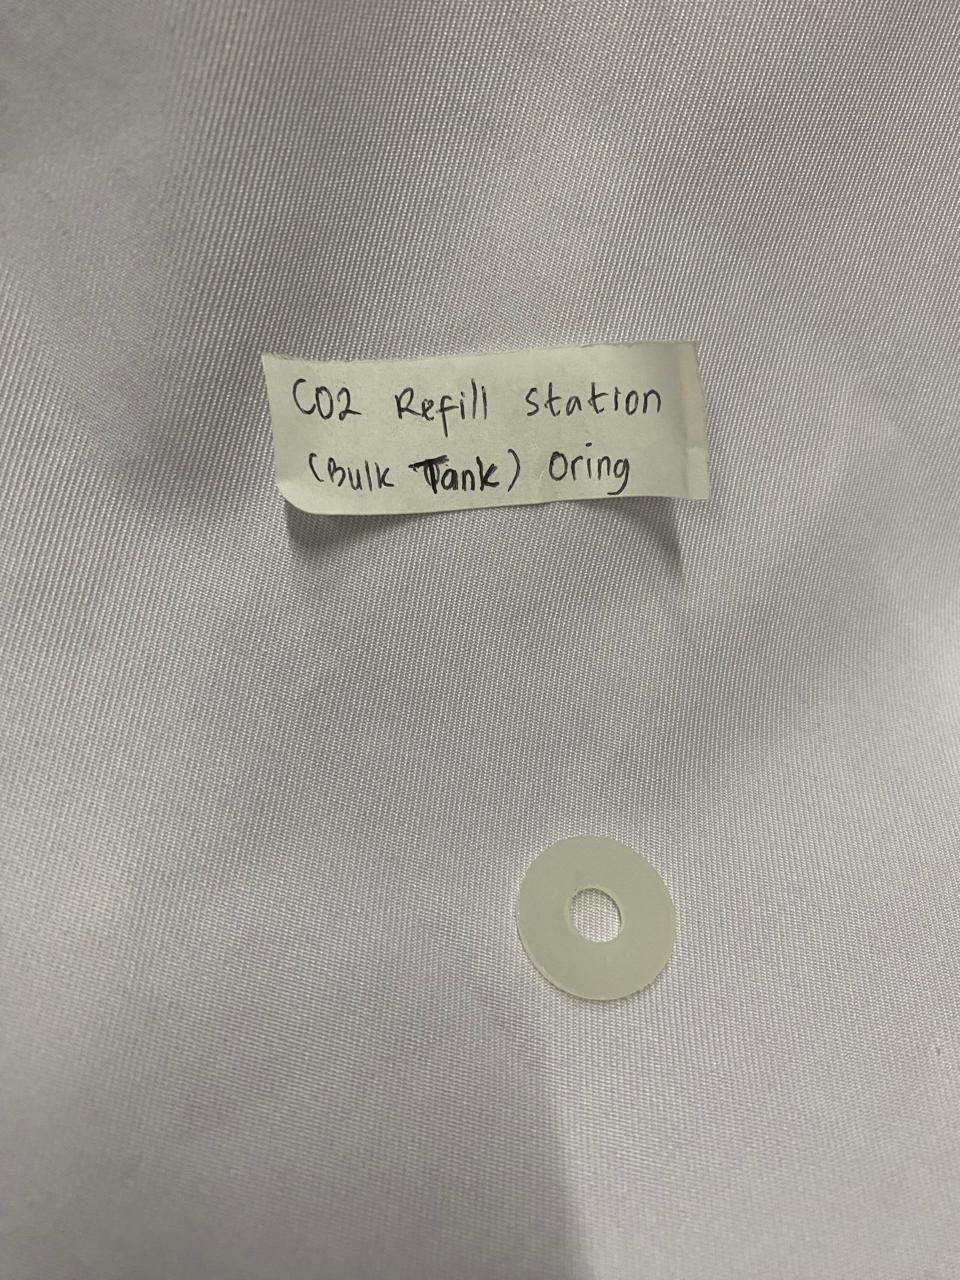 CO2 Refill Station
(Bulk Tank) Oring